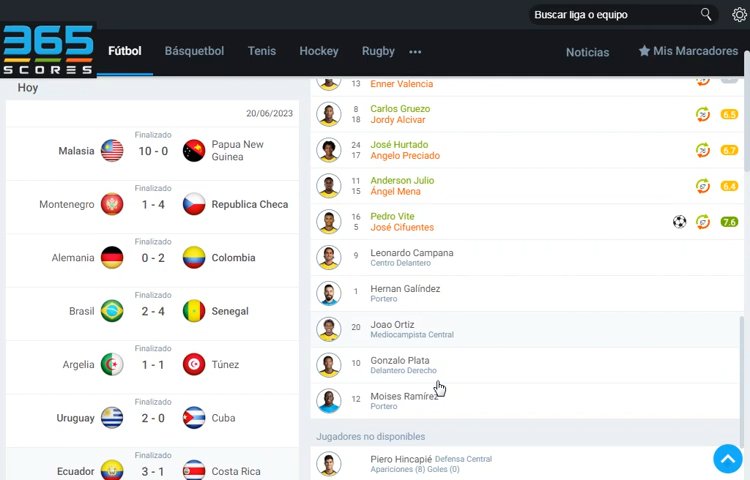 Buscar liga o equipo
365
SCORES
Fútbol
Básquetbol
Tenis
Hockey
Rugby
Noticias
Mis Marcadores
Hoy
20/06/2023
Finalizado
Malasia 10 - 0 Papua New Guinea
Finalizado
Montenegro 1 - 4 Republica Checa
Finalizado
Alemania 0 - 2 Colombia
Finalizado
Brasil 2 - 4 Senegal
Finalizado
Argelia 1 - 1 Túnez
Finalizado
Uruguay 2 - 0 Cuba
Finalizado
Ecuador 3 - 1 Costa Rica
13 Enner Valencia
8 Carlos Gruezo
18 Jordy Alcivar
6.5
24 José Hurtado
17 Angelo Preciado
6.7
11 Anderson Julio
15 Ángel Mena
6.4
16 Pedro Vite
5 José Cifuentes
7.6
9 Leonardo Campana
Centro Delantero
1 Hernan Galíndez
Portero
20 Joao Ortiz
Mediocampista Central
10 Gonzalo Plata
Delantero Derecho
12 Moises Ramírez
Portero
Jugadores no disponibles
Piero Hincapié Defensa Central
Apariciones (8) Goles (0)